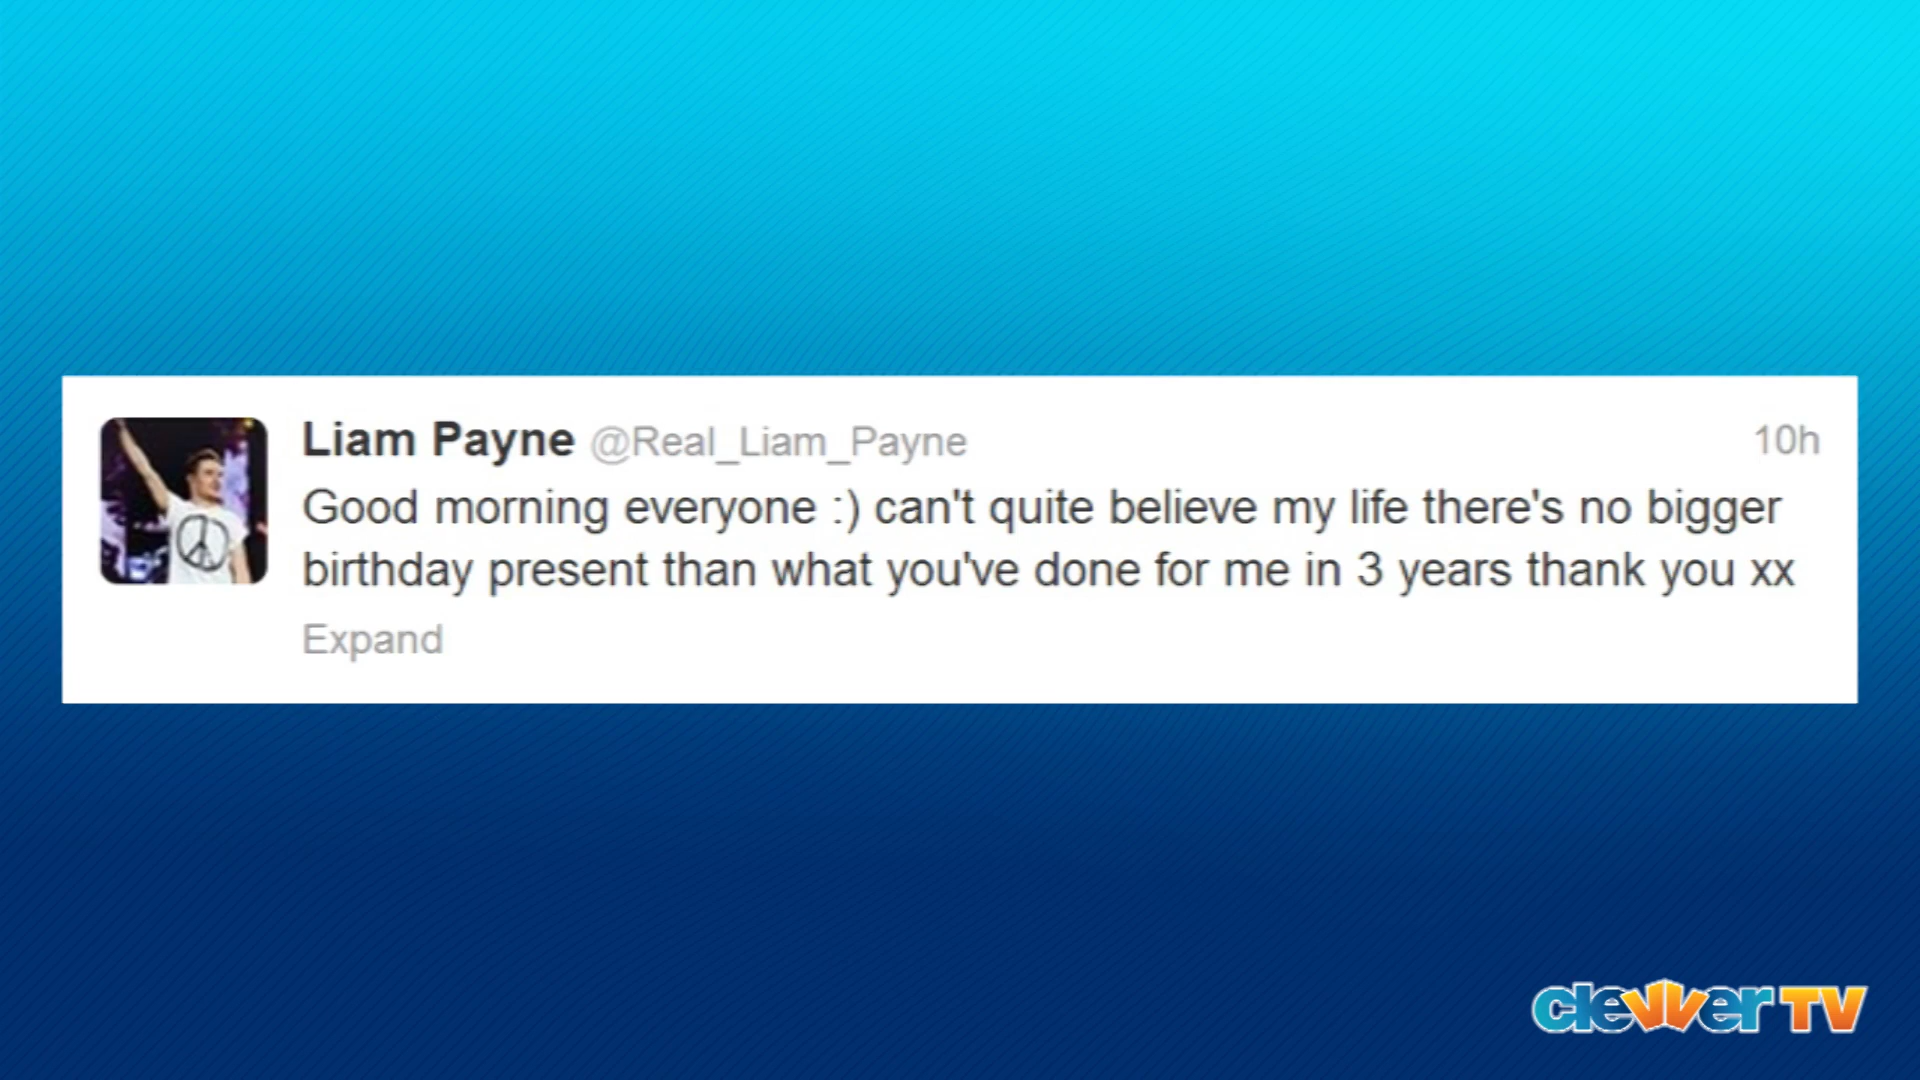 Liam Payne @Real_Liam_Payne 10h
Good morning everyone :) can't quite believe my life there's no bigger
birthday present than what you've done for me in 3 years thank you xx
Expand
clevver TV